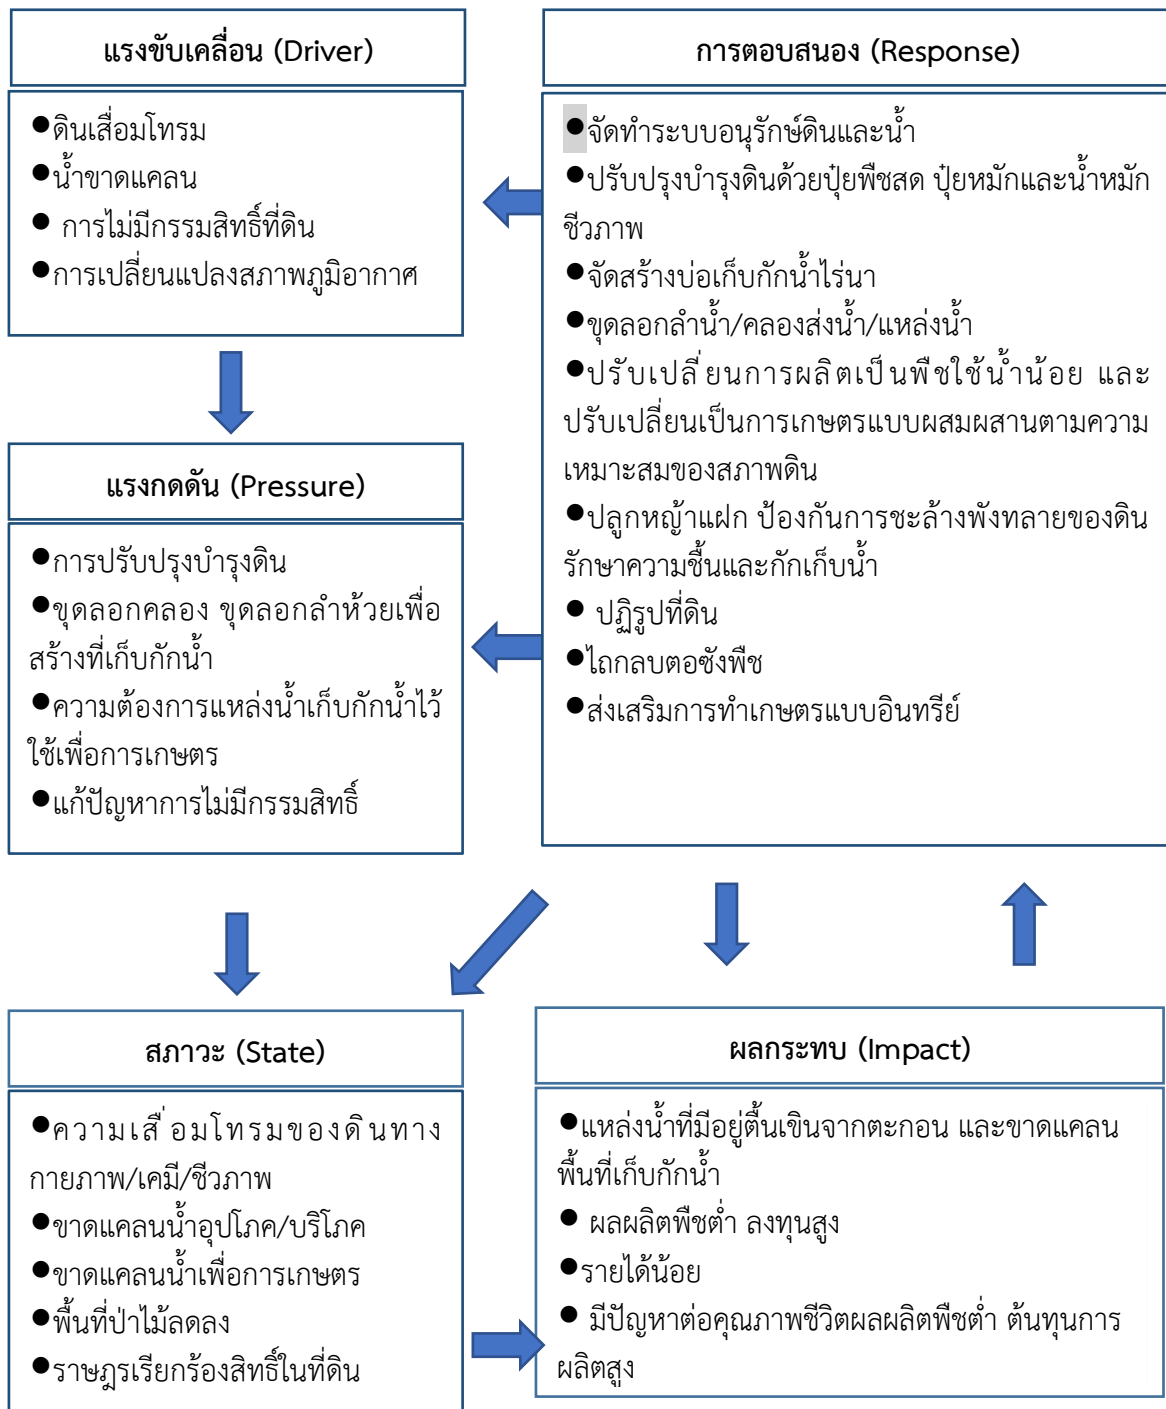 แรงขับเคลื่อน (Driver)
●ดินเสื่อมโทรม
●น้ำขาดแคลน
● การไม่มีกรรมสิทธิ์ที่ดิน
●การเปลี่ยนแปลงสภาพภูมิอากาศ
การตอบสนอง (Response)
●จัดทำระบบอนุรักษ์ดินและน้ำ
●ปรับปรุงบำรุงดินด้วยปุ๋ยพืชสด ปุ๋ยหมักและน้ำหมัก
ชีวภาพ
●จัดสร้างบ่อเก็บกักน้ำไร่นา
●ขุดลอกลำน้ำ/คลองส่งน้ำ/แหล่งน้ำ
●ปรับเปลี่ยนการผลิตเป็นพืชใช้น้ำน้อย และ
ปรับเปลี่ยนเป็นการเกษตรแบบผสมผสานตามความ
เหมาะสมของสภาพดิน
●ปลูกหญ้าแฝก ป้องกันการชะล้างพังทลายของดิน
รักษาความชื้นและกักเก็บน้ำ
● ปฏิรูปที่ดิน
●ไถกลบตอซังพืช
●ส่งเสริมการทำเกษตรแบบอินทรีย์
แรงกดดัน (Pressure)
●การปรับปรุงบำรุงดิน
●ขุดลอกคลอง ขุดลอกลำห้วยเพื่อ
สร้างที่เก็บกักน้ำ
●ความต้องการแหล่งน้ำเก็บกักน้ำไว้
ใช้เพื่อการเกษตร
●แก้ปัญหาการไม่มีกรรมสิทธิ์
สภาวะ (State)
●ความเสื่อมโทรมของดินทาง
กายภาพ/เคมี/ชีวภาพ
●ขาดแคลนน้ำอุปโภค/บริโภค
●ขาดแคลนน้ำเพื่อการเกษตร
●พื้นที่ป่าไม้ลดลง
●ราษฎรเรียกร้องสิทธิ์ในที่ดิน
ผลกระทบ (Impact)
●แหล่งน้ำที่มีอยู่ตื้นเขินจากตะกอน และขาดแคลน
พื้นที่เก็บกักน้ำ
● ผลผลิตพืชต่ำ ลงทุนสูง
●รายได้น้อย
● มีปัญหาต่อคุณภาพชีวิตผลผลิตพืชต่ำ ต้นทุนการ
ผลิตสูง